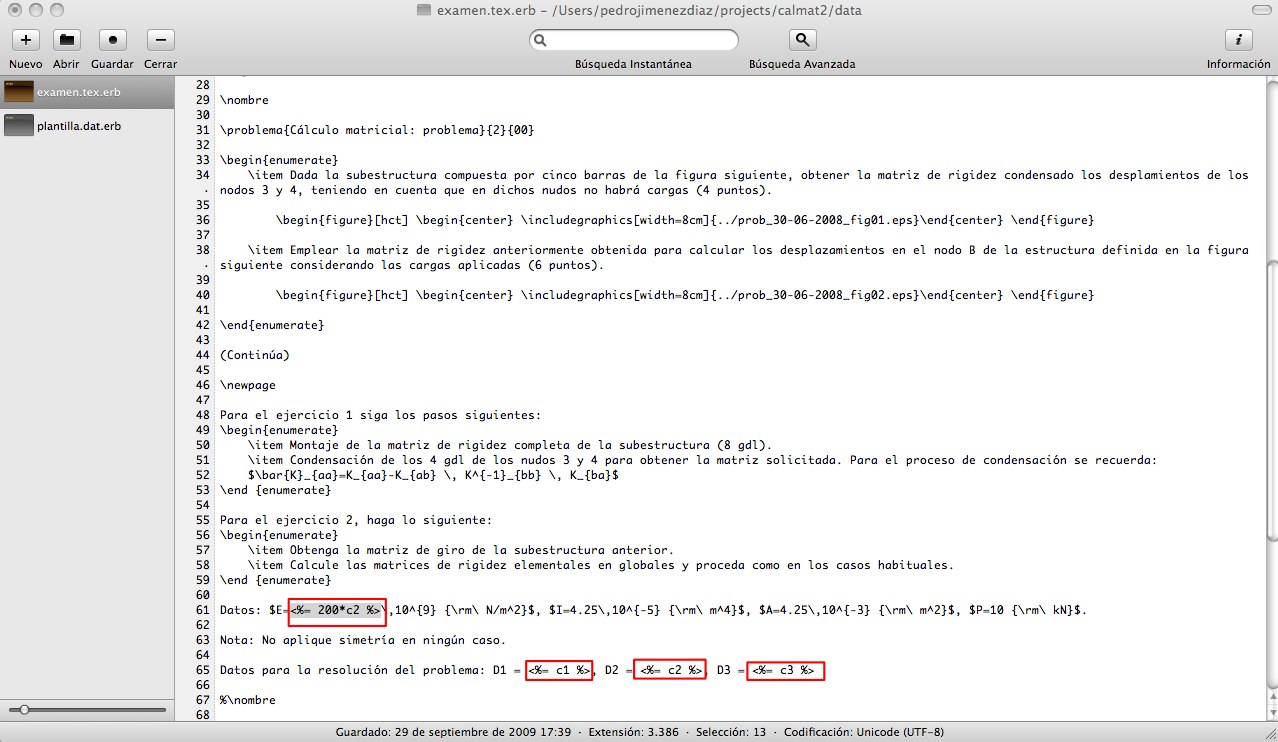 examen.tex.erb – /Users/pedrojimenezdiaz/projects/calmat2/data
Nuevo Abrir Guardar Cerrar
Búsqueda Instantánea
Búsqueda Avanzada
Información
examen.tex.erb
plantilla.dat.erb
28
29 \nombre
30
31 \problema{Cálculo matricial: problema}{2}{00}
32
33 \begin{enumerate}
34 \item Dada la subestructura compuesta por cinco barras de la figura siguiente, obtener la matriz de rigidez condensado los desplamientos de los
· nodos 3 y 4, teniendo en cuenta que en dichos nudos no habrá cargas (4 puntos).
35
36 \begin{figure}[hct] \begin{center} \includegraphics[width=8cm]{../prob_30-06-2008_fig01.eps}\end{center} \end{figure}
37
38 \item Emplear la matriz de rigidez anteriormente obtenida para calcular los desplazamientos en el nodo B de la estructura definida en la figura
· siguiente considerando las cargas aplicadas (6 puntos).
39
40 \begin{figure}[hct] \begin{center} \includegraphics[width=8cm]{../prob_30-06-2008_fig02.eps}\end{center} \end{figure}
41
42 \end{enumerate}
43
44 (Continúa)
45
46 \newpage
47
48 Para el ejercicio 1 siga los pasos siguientes:
49 \begin{enumerate}
50 \item Montaje de la matriz de rigidez completa de la subestructura (8 gdl).
51 \item Condensación de los 4 gdl de los nudos 3 y 4 para obtener la matriz solicitada. Para el proceso de condensación se recuerda:
52 $\bar{K}_{aa}=K_{aa}-K_{ab} \, K^{-1}_{bb} \, K_{ba}$
53 \end {enumerate}
54
55 Para el ejercicio 2, haga lo siguiente:
56 \begin{enumerate}
57 \item Obtenga la matriz de giro de la subestructura anterior.
58 \item Calcule las matrices de rigidez elementales en globales y proceda como en los casos habituales.
59 \end {enumerate}
60
61 Datos: $E=<%= 200*c2 %>\,10^{9} {\rm\ N/m^2}$, $I=4.25\,10^{-5} {\rm\ m^4}$, $A=4.25\,10^{-3} {\rm\ m^2}$, $P=10 {\rm\ kN}$.
62
63 Nota: No aplique simetría en ningún caso.
64
65 Datos para la resolución del problema: D1 = <%= c1 %>, D2 = <%= c2 %>, D3 = <%= c3 %>
66
67 %\nombre
68
Guardado: 29 de septiembre de 2009 17:39 · Extensión: 3.386 · Selección: 13 · Codificación: Unicode (UTF-8)